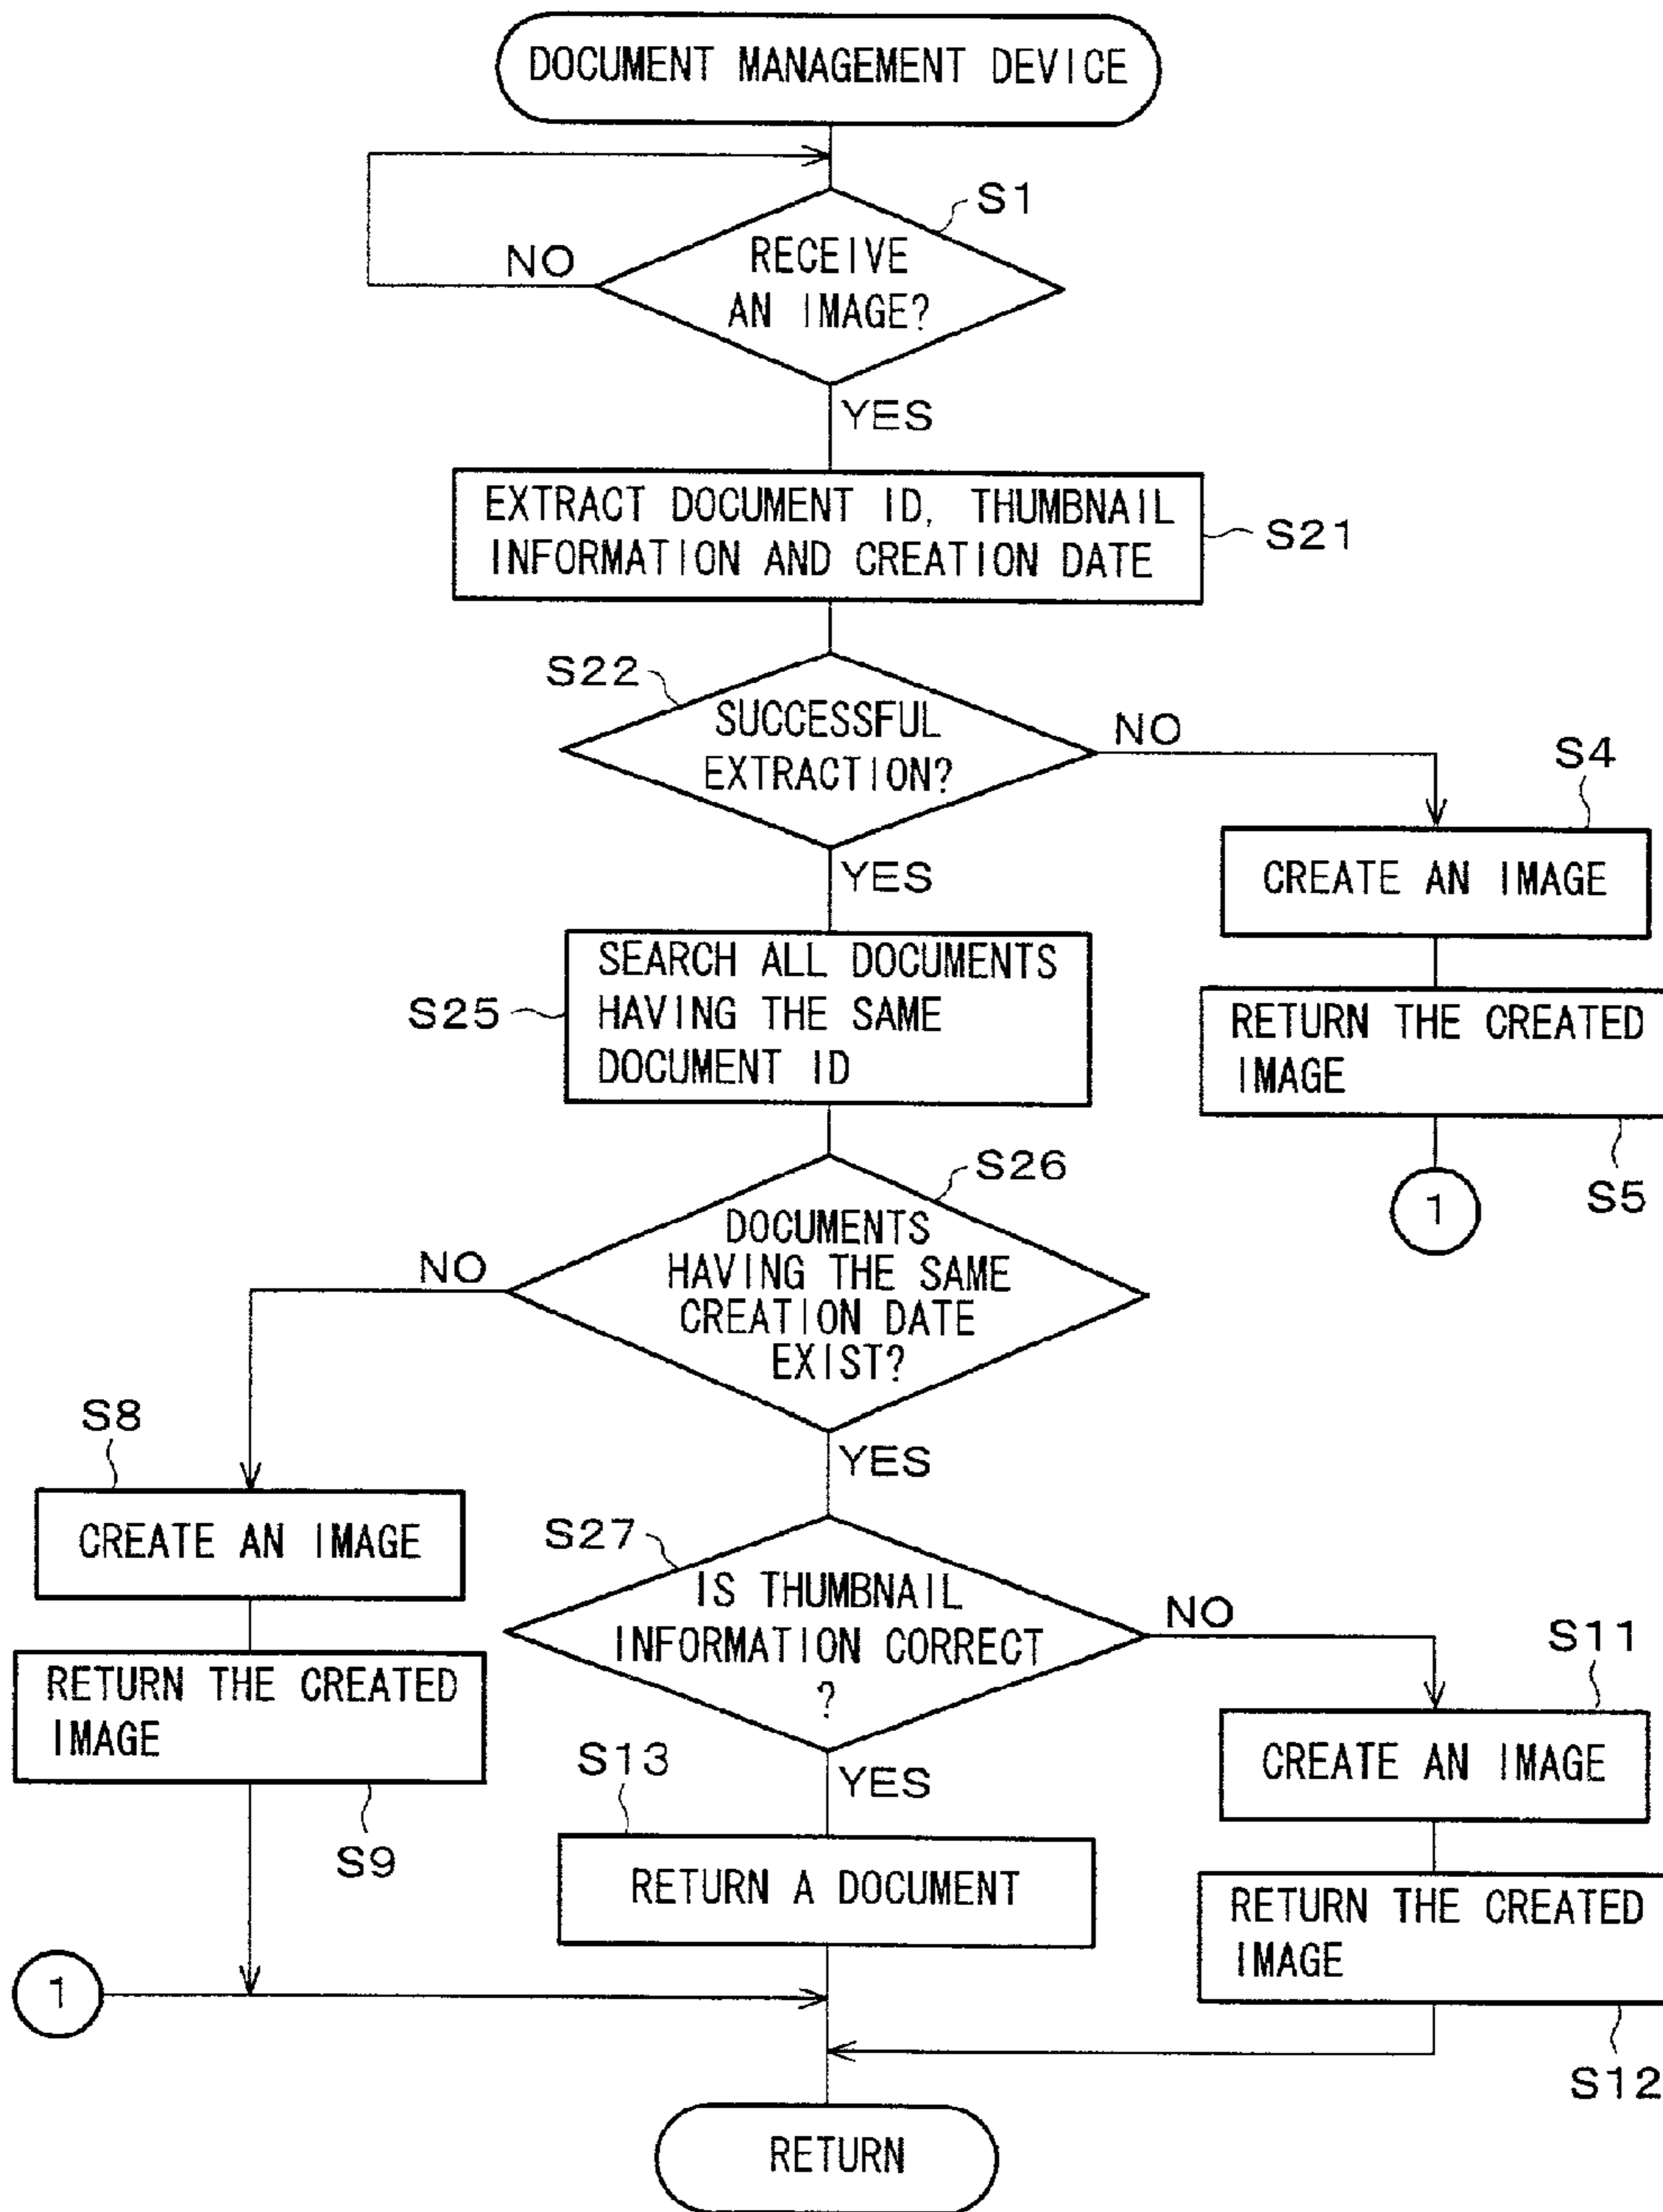 DOCUMENT MANAGEMENT DEVICE
S1
RECEIVE
AN IMAGE?
NO
YES
EXTRACT DOCUMENT ID, THUMBNAIL
INFORMATION AND CREATION DATE
S21
S22
SUCCESSFUL
EXTRACTION?
NO
YES
S4
CREATE AN IMAGE
RETURN THE CREATED
IMAGE
S5
1
SEARCH ALL DOCUMENTS
HAVING THE SAME
DOCUMENT ID
S25
S26
DOCUMENTS
HAVING THE SAME
CREATION DATE
EXIST?
NO
YES
S8
CREATE AN IMAGE
RETURN THE CREATED
IMAGE
S9
S27
IS THUMBNAIL
INFORMATION CORRECT
?
NO
YES
S11
CREATE AN IMAGE
RETURN THE CREATED
IMAGE
S12
S13
RETURN A DOCUMENT
1
RETURN